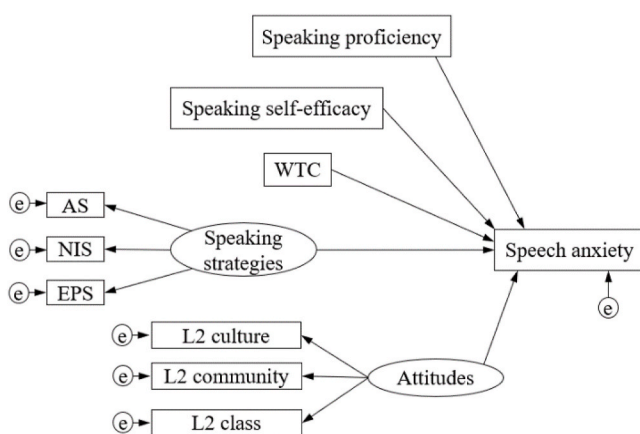 Speaking proficiency
Speaking self-efficacy
WTC
e
AS
e
NIS
e
EPS
Speaking
strategies
Speech anxiety
e
e
L2 culture
e
L2 community
e
L2 class
Attitudes